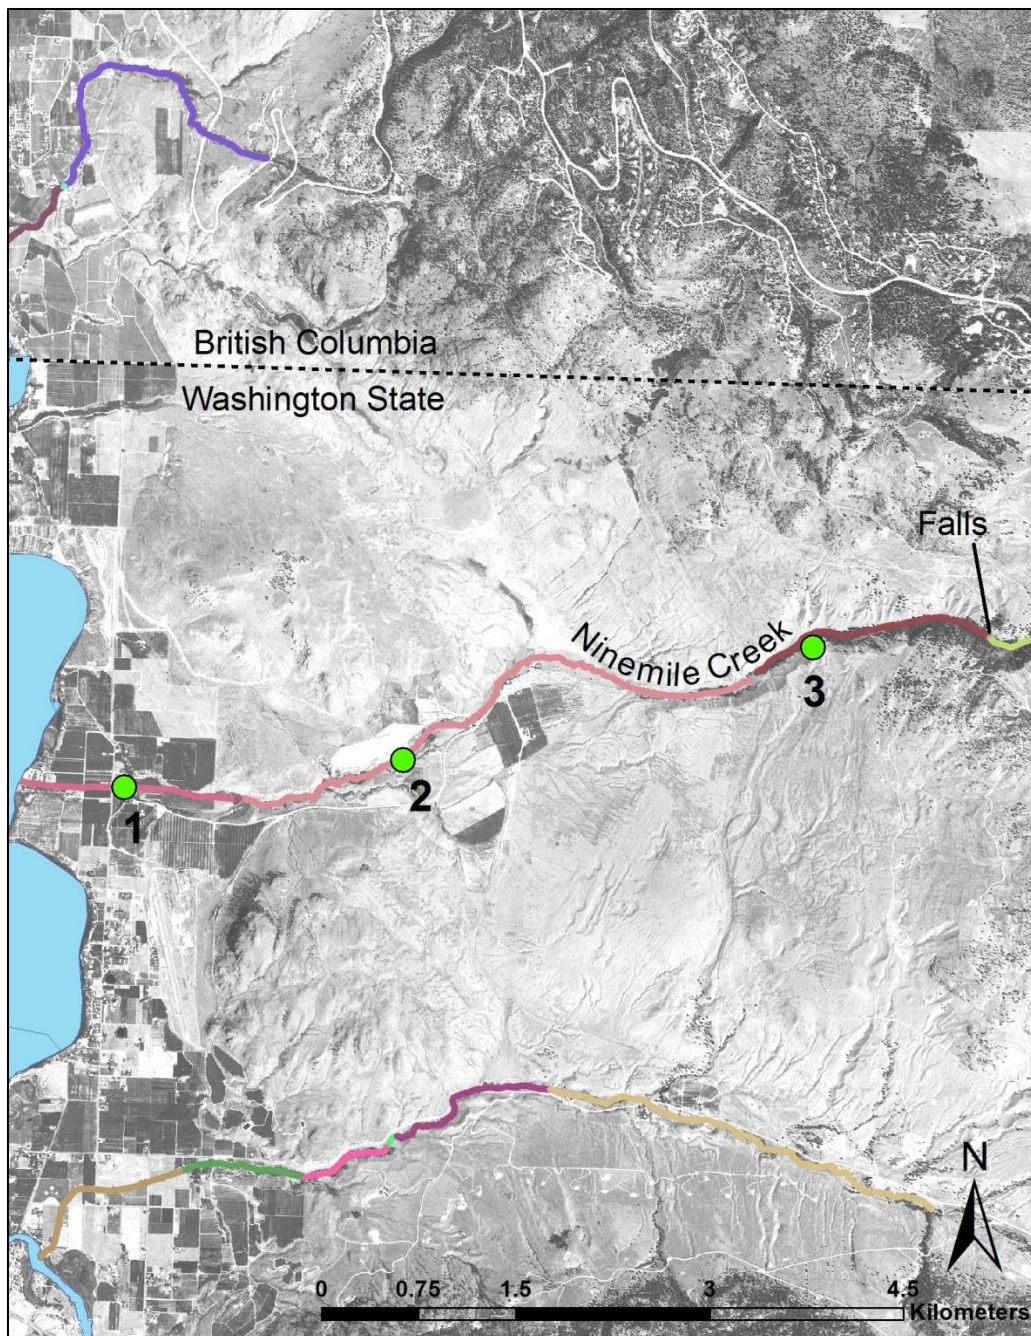 British Columbia
Washington State
Falls
Ninemile Creek
3
2
1
N
0 0.75 1.5 3 4.5
Kilometers